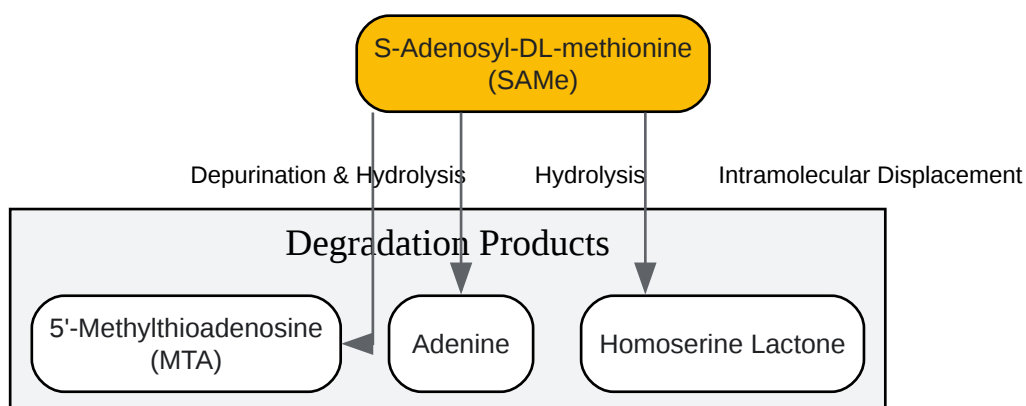 S-Adenosyl-DL-methionine
(SAMe)
Depurination & Hydrolysis
Hydrolysis
Intramolecular Displacement
Degradation Products
5'-Methylthioadenosine
(MTA)
Adenine
Homoserine Lactone